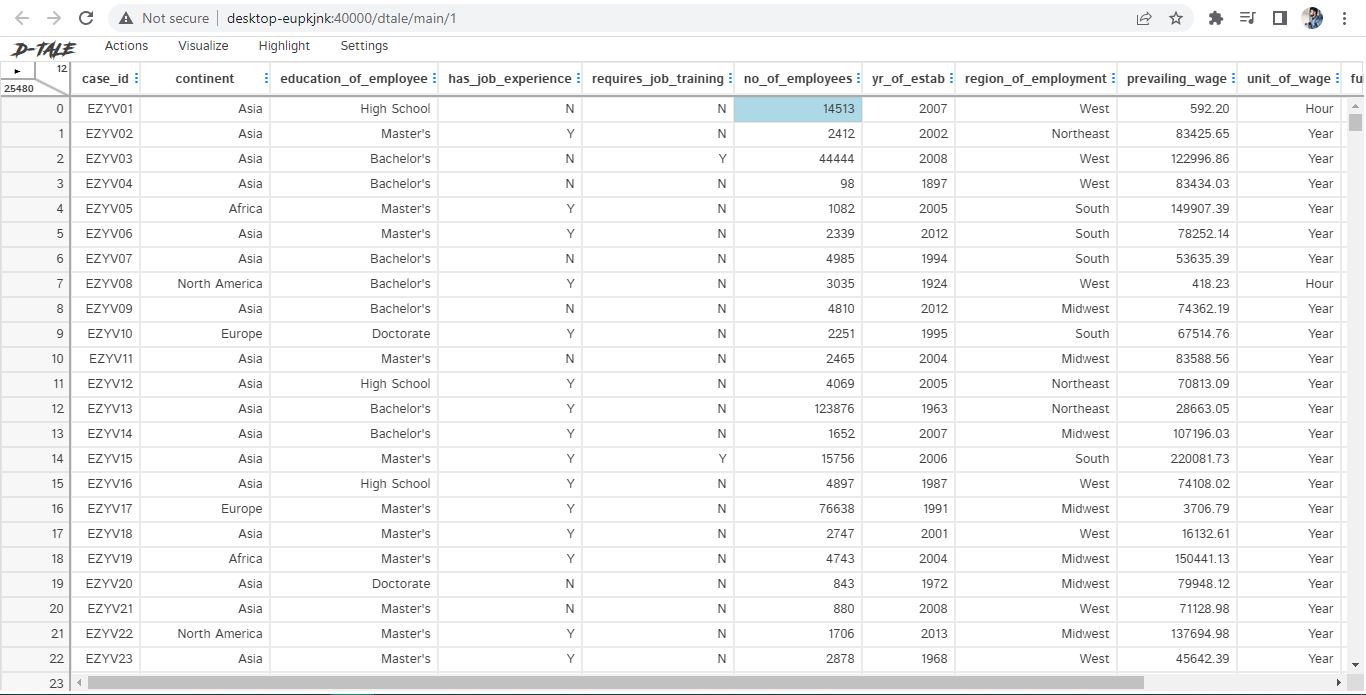 Not secure | desktop-eupkjnk:40000/dtale/main/1
D-TALE Actions Visualize Highlight Settings
► 12 25480 case_id continent education_of_employee has_job_experience requires_job_training no_of_employees yr_of_estab region_of_employment prevailing_wage unit_of_wage fu
0 EZYV01 Asia High School N N 14513 2007 West 592.20 Hour
1 EZYV02 Asia Master's Y N 2412 2002 Northeast 83425.65 Year
2 EZYV03 Asia Bachelor's N Y 44444 2008 West 122996.86 Year
3 EZYV04 Asia Bachelor's N N 98 1897 West 83434.03 Year
4 EZYV05 Africa Master's Y N 1082 2005 South 149907.39 Year
5 EZYV06 Asia Master's Y N 2339 2012 South 78252.14 Year
6 EZYV07 Asia Bachelor's N N 4985 1994 South 53635.39 Year
7 EZYV08 North America Bachelor's Y N 3035 1924 West 418.23 Hour
8 EZYV09 Asia Bachelor's N N 4810 2012 Midwest 74362.19 Year
9 EZYV10 Europe Doctorate Y N 2251 1995 South 67514.76 Year
10 EZYV11 Asia Master's N N 2465 2004 Midwest 83588.56 Year
11 EZYV12 Asia High School Y N 4069 2005 Northeast 70813.09 Year
12 EZYV13 Asia Bachelor's Y N 123876 1963 Northeast 28663.05 Year
13 EZYV14 Asia Bachelor's Y N 1652 2007 Midwest 107196.03 Year
14 EZYV15 Asia Master's Y Y 15756 2006 South 220081.73 Year
15 EZYV16 Asia High School Y N 4897 1987 West 74108.02 Year
16 EZYV17 Europe Master's Y N 76638 1991 Midwest 3706.79 Year
17 EZYV18 Asia Master's Y N 2747 2001 West 16132.61 Year
18 EZYV19 Africa Master's Y N 4743 2004 Midwest 150441.13 Year
19 EZYV20 Asia Doctorate N N 843 1972 Midwest 79948.12 Year
20 EZYV21 Asia Master's N N 880 2008 West 71128.98 Year
21 EZYV22 North America Master's Y N 1706 2013 Midwest 137694.98 Year
22 EZYV23 Asia Master's Y N 2878 1968 West 45642.39 Year
23